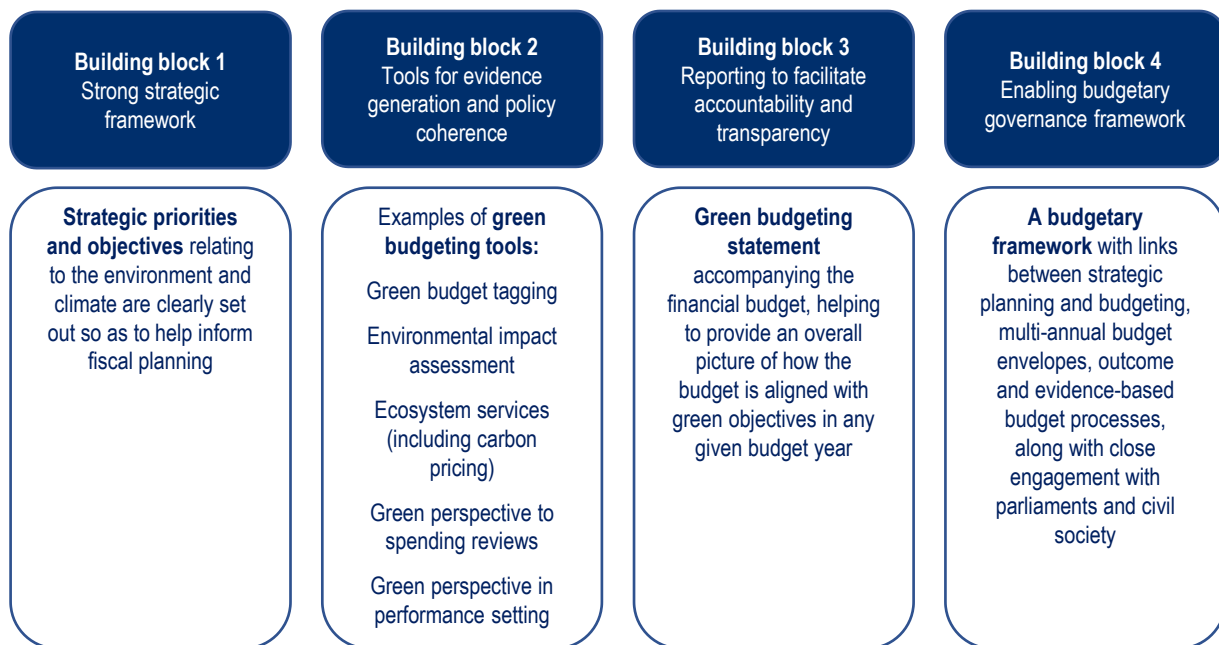 Building block 1
Strong strategic
framework
Building block 2
Tools for evidence
generation and policy
coherence
Building block 3
Reporting to facilitate
accountability and
transparency
Building block 4
Enabling budgetary
governance framework
Strategic priorities
and objectives relating
to the environment and
climate are clearly set
out so as to help inform
fiscal planning
Examples of green
budgeting tools:
Green budget tagging
Environmental impact
assessment
Ecosystem services
(including carbon
pricing)
Green perspective to
spending reviews
Green perspective in
performance setting
Green budgeting
statement
accompanying the
financial budget, helping
to provide an overall
picture of how the
budget is aligned with
green objectives in any
given budget year
A budgetary
framework with links
between strategic
planning and budgeting,
multi-annual budget
envelopes, outcome
and evidence-based
budget processes,
along with close
engagement with
parliaments and civil
society